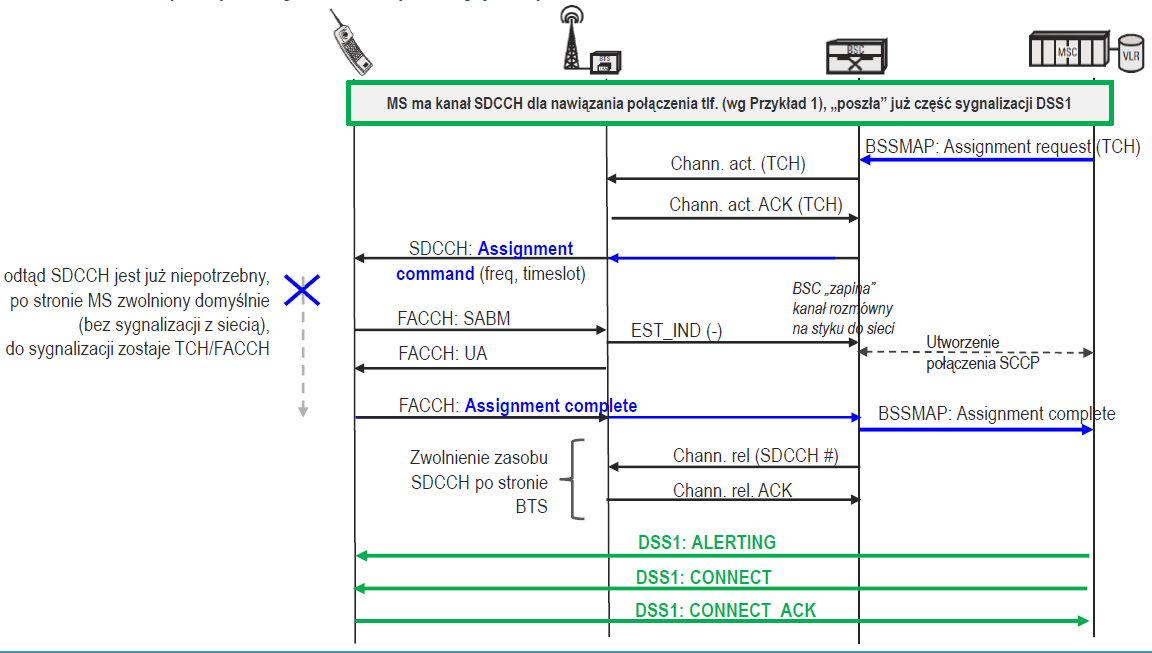 BTS
BSC
MSC
VLR
MS ma kanał SDCCH dla nawiązania połączenia tlf. (wg Przykład 1), „poszła” już część sygnalizacji DSS1
BSSMAP: Assignment request (TCH)
Chann. act. (TCH)
Chann. act. ACK (TCH)
SDCCH: Assignment
command (freq, timeslot)
odtąd SDCCH jest już niepotrzebny,
po stronie MS zwolniony domyślnie
(bez sygnalizacji z siecią),
do sygnalizacji zostaje TCH/FACCH
BSC „zapina”
kanał rozmówny
na styku do sieci
FACCH: SABM
EST_IND (-)
FACCH: UA
Utworzenie
połączenia SCCP
FACCH: Assignment complete
BSSMAP: Assignment complete
Zwolnienie zasobu
SDCCH po stronie
BTS
Chann. rel (SDCCH #)
Chann. rel. ACK
DSS1: ALERTING
DSS1: CONNECT
DSS1: CONNECT_ACK